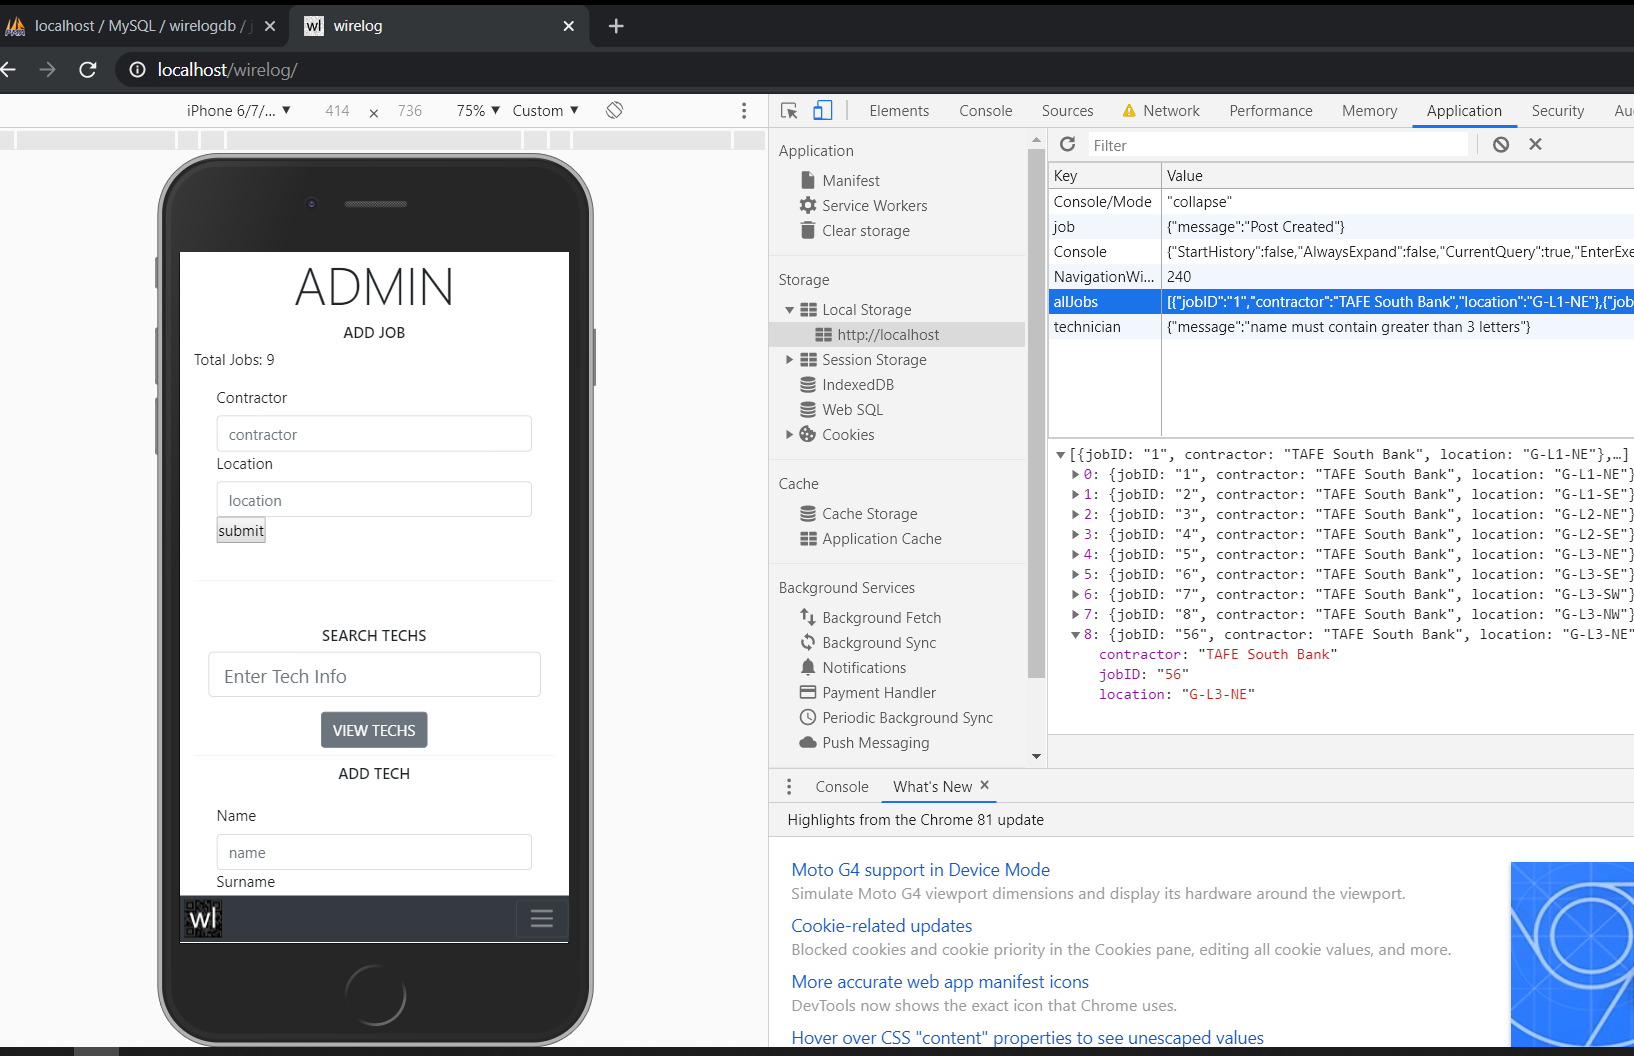 localhost / MySQL / wirelogdb /
wl wirelog
localhost/wirelog/
iPhone 6/7/... ▼ 414 × 736 75% ▼ Custom ▼
Elements Console Sources Network Performance Memory Application Security Au
Application
Manifest
Service Workers
Clear storage
Storage
Local Storage
http://localhost
Session Storage
IndexedDB
Web SQL
Cookies
Cache
Cache Storage
Application Cache
Background Services
Background Fetch
Background Sync
Notifications
Payment Handler
Periodic Background Sync
Push Messaging
Filter
Key Value
Console/Mode "collapse"
job {"message":"Post Created"}
Console {"StartHistory":false,"AlwaysExpand":false,"CurrentQuery":true,"EnterExe
NavigationWi... 240
allJobs [{"jobID":"1","contractor":"TAFE South Bank","location":"G-L1-NE"},{"job
technician {"message":"name must contain greater than 3 letters"}
[{jobID: "1", contractor: "TAFE South Bank", location: "G-L1-NE"},…]
0: {jobID: "1", contractor: "TAFE South Bank", location: "G-L1-NE"}
1: {jobID: "2", contractor: "TAFE South Bank", location: "G-L1-SE"}
2: {jobID: "3", contractor: "TAFE South Bank", location: "G-L2-NE"}
3: {jobID: "4", contractor: "TAFE South Bank", location: "G-L2-SE"}
4: {jobID: "5", contractor: "TAFE South Bank", location: "G-L3-NE"}
5: {jobID: "6", contractor: "TAFE South Bank", location: "G-L3-SE"}
6: {jobID: "7", contractor: "TAFE South Bank", location: "G-L3-SW"}
7: {jobID: "8", contractor: "TAFE South Bank", location: "G-L3-NW"}
8: {jobID: "56", contractor: "TAFE South Bank", location: "G-L3-NE"
contractor: "TAFE South Bank"
jobID: "56"
location: "G-L3-NE"
ADMIN
ADD JOB
Total Jobs: 9
Contractor
contractor
Location
location
submit
SEARCH TECHS
Enter Tech Info
VIEW TECHS
ADD TECH
Name
name
Surname
wl
Console What's New
Highlights from the Chrome 81 update
Moto G4 support in Device Mode
Simulate Moto G4 viewport dimensions and display its hardware around the viewport.
Cookie-related updates
Blocked cookies and cookie priority in the Cookies pane, editing all cookie values, and more.
More accurate web app manifest icons
DevTools now shows the exact icon that Chrome uses.
Hover over CSS "content" properties to see unescaped values